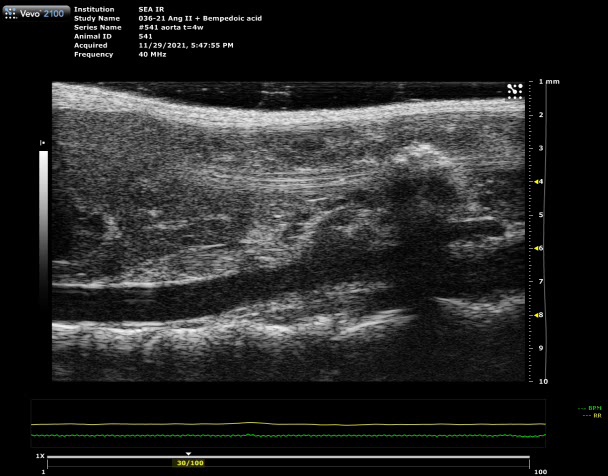 Vevo 2100
Institution SEA IR
Study Name 036-21 Ang II + Bempedoic acid
Series Name #541 aorta t=4w
Animal ID 541
Acquired 11/29/2021, 5:47:55 PM
Frequency 40 MHz
1 mm
2
3
4
5
6
7
8
9
10
BPM
RR
1X
30/100
1 100